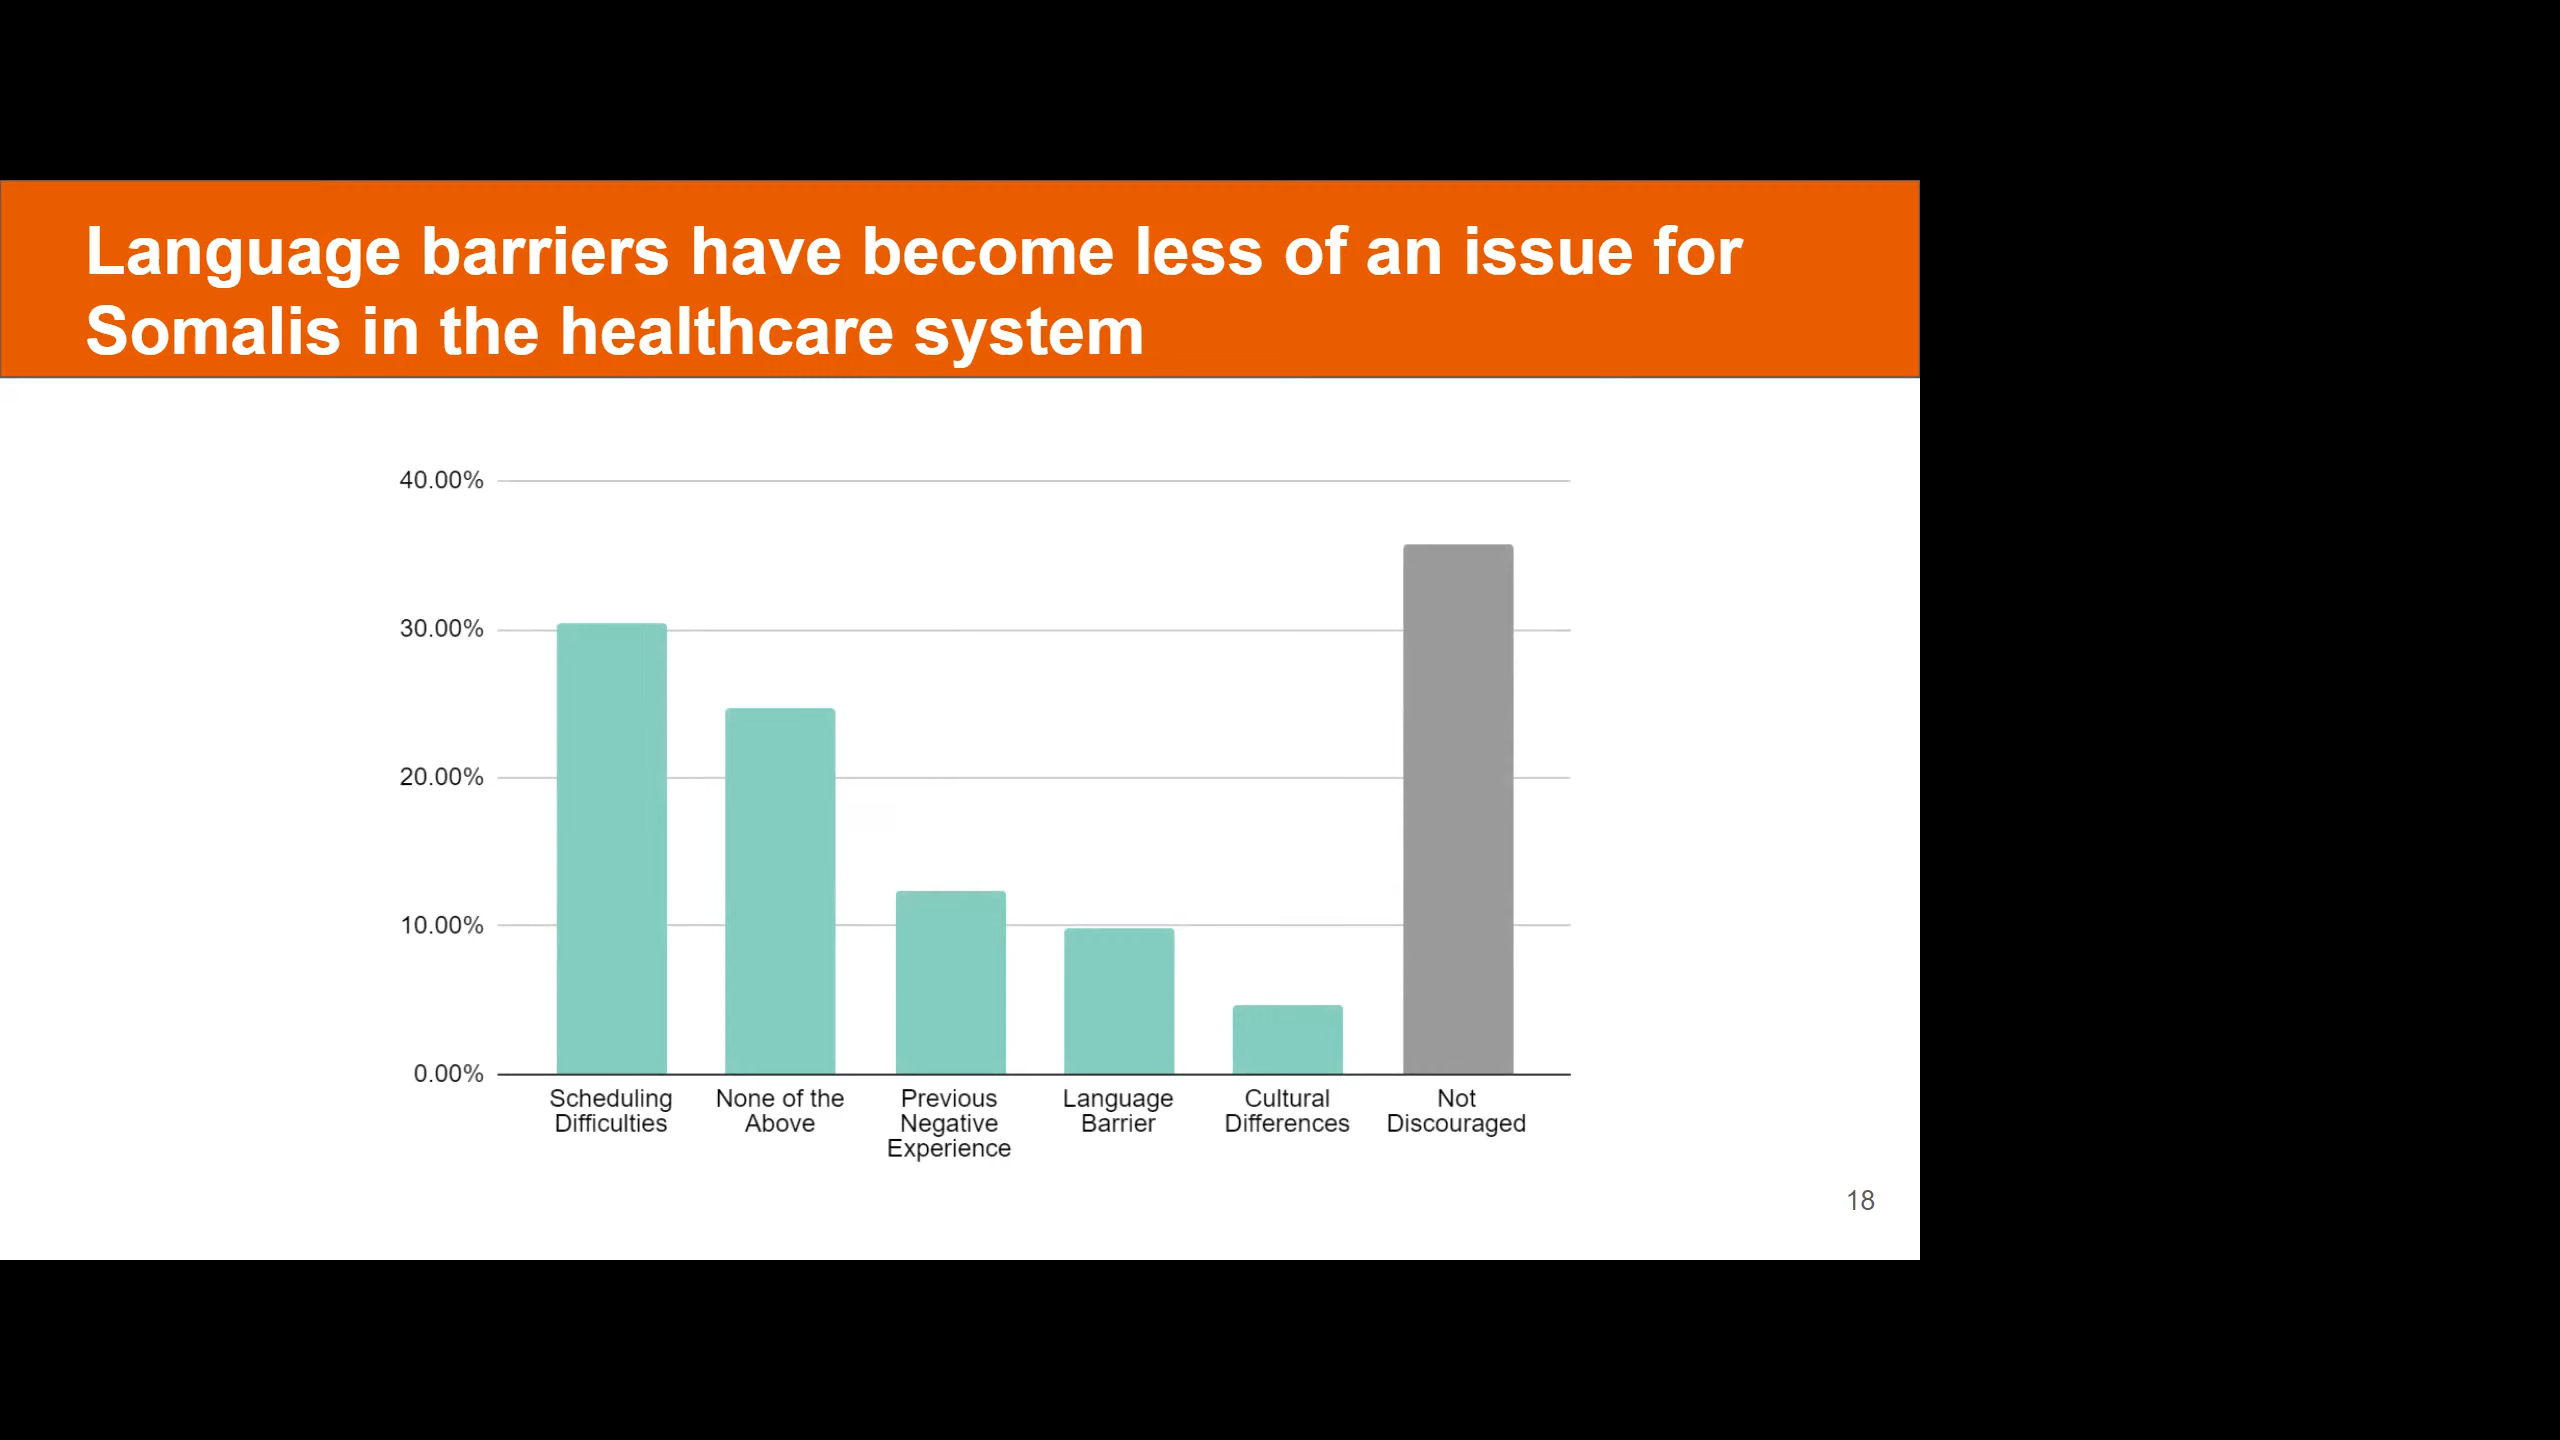 Language barriers have become less of an issue for
Somalis in the healthcare system
40.00%
30.00%
20.00%
10.00%
0.00%
Scheduling
Difficulties
None of the
Above
Previous
Negative
Experience
Language
Barrier
Cultural
Differences
Not
Discouraged
18